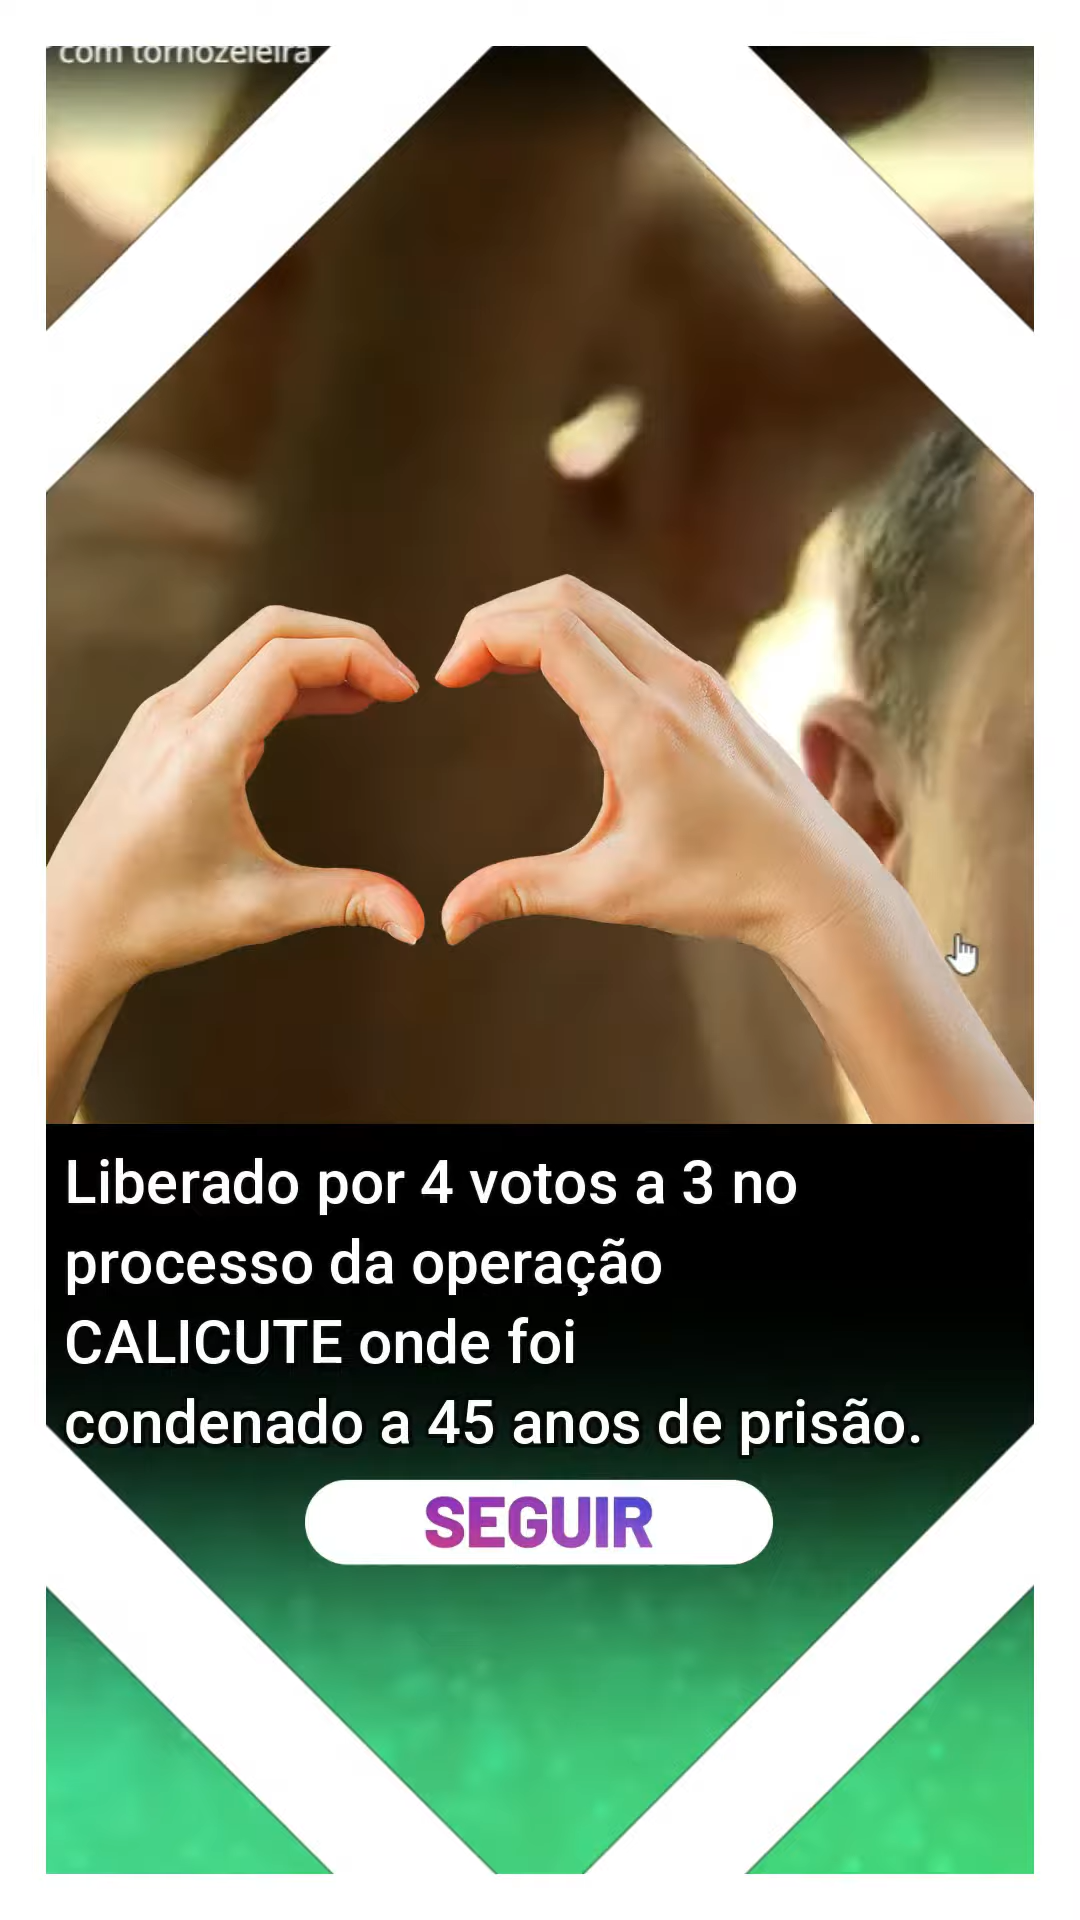 com tornozeleira
Liberado por 4 votos a 3 no
processo da operação
CALICUTE onde foi
condenado a 45 anos de prisão.
SEGUIR